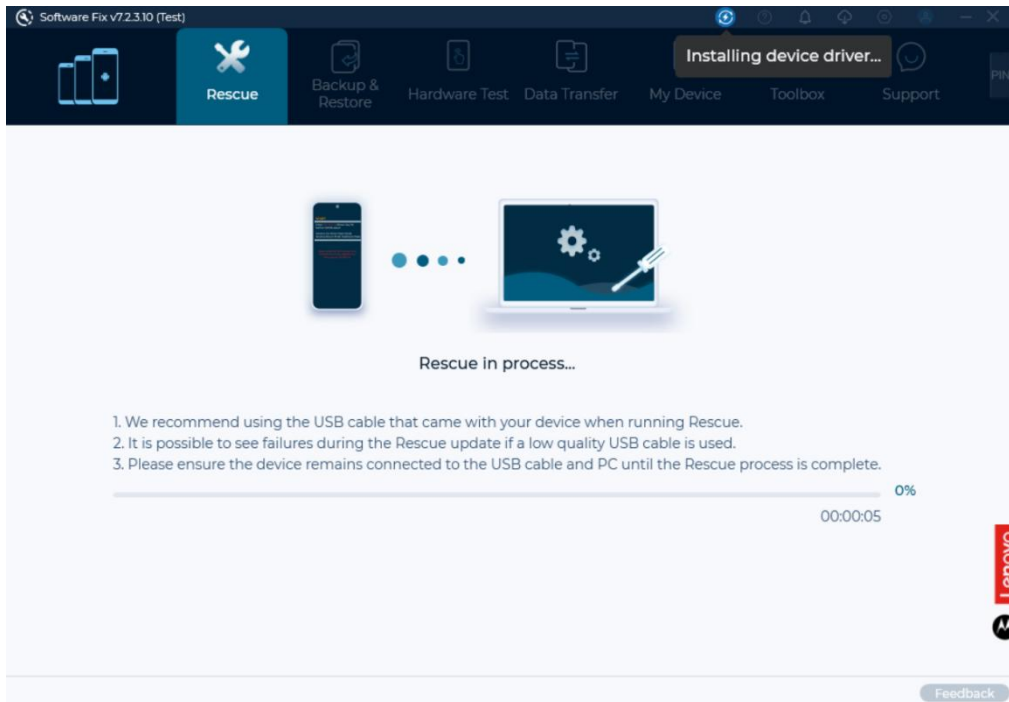 Software Fix v7.2.3.10 (Test)
Installing device driver...
Rescue
Backup & Restore
Hardware Test
Data Transfer
My Device
Toolbox
Support
PIN
Rescue in process...
1. We recommend using the USB cable that came with your device when running Rescue.
2. It is possible to see failures during the Rescue update if a low quality USB cable is used.
3. Please ensure the device remains connected to the USB cable and PC until the Rescue process is complete.
0%
00:00:05
Lenovo
Feedback